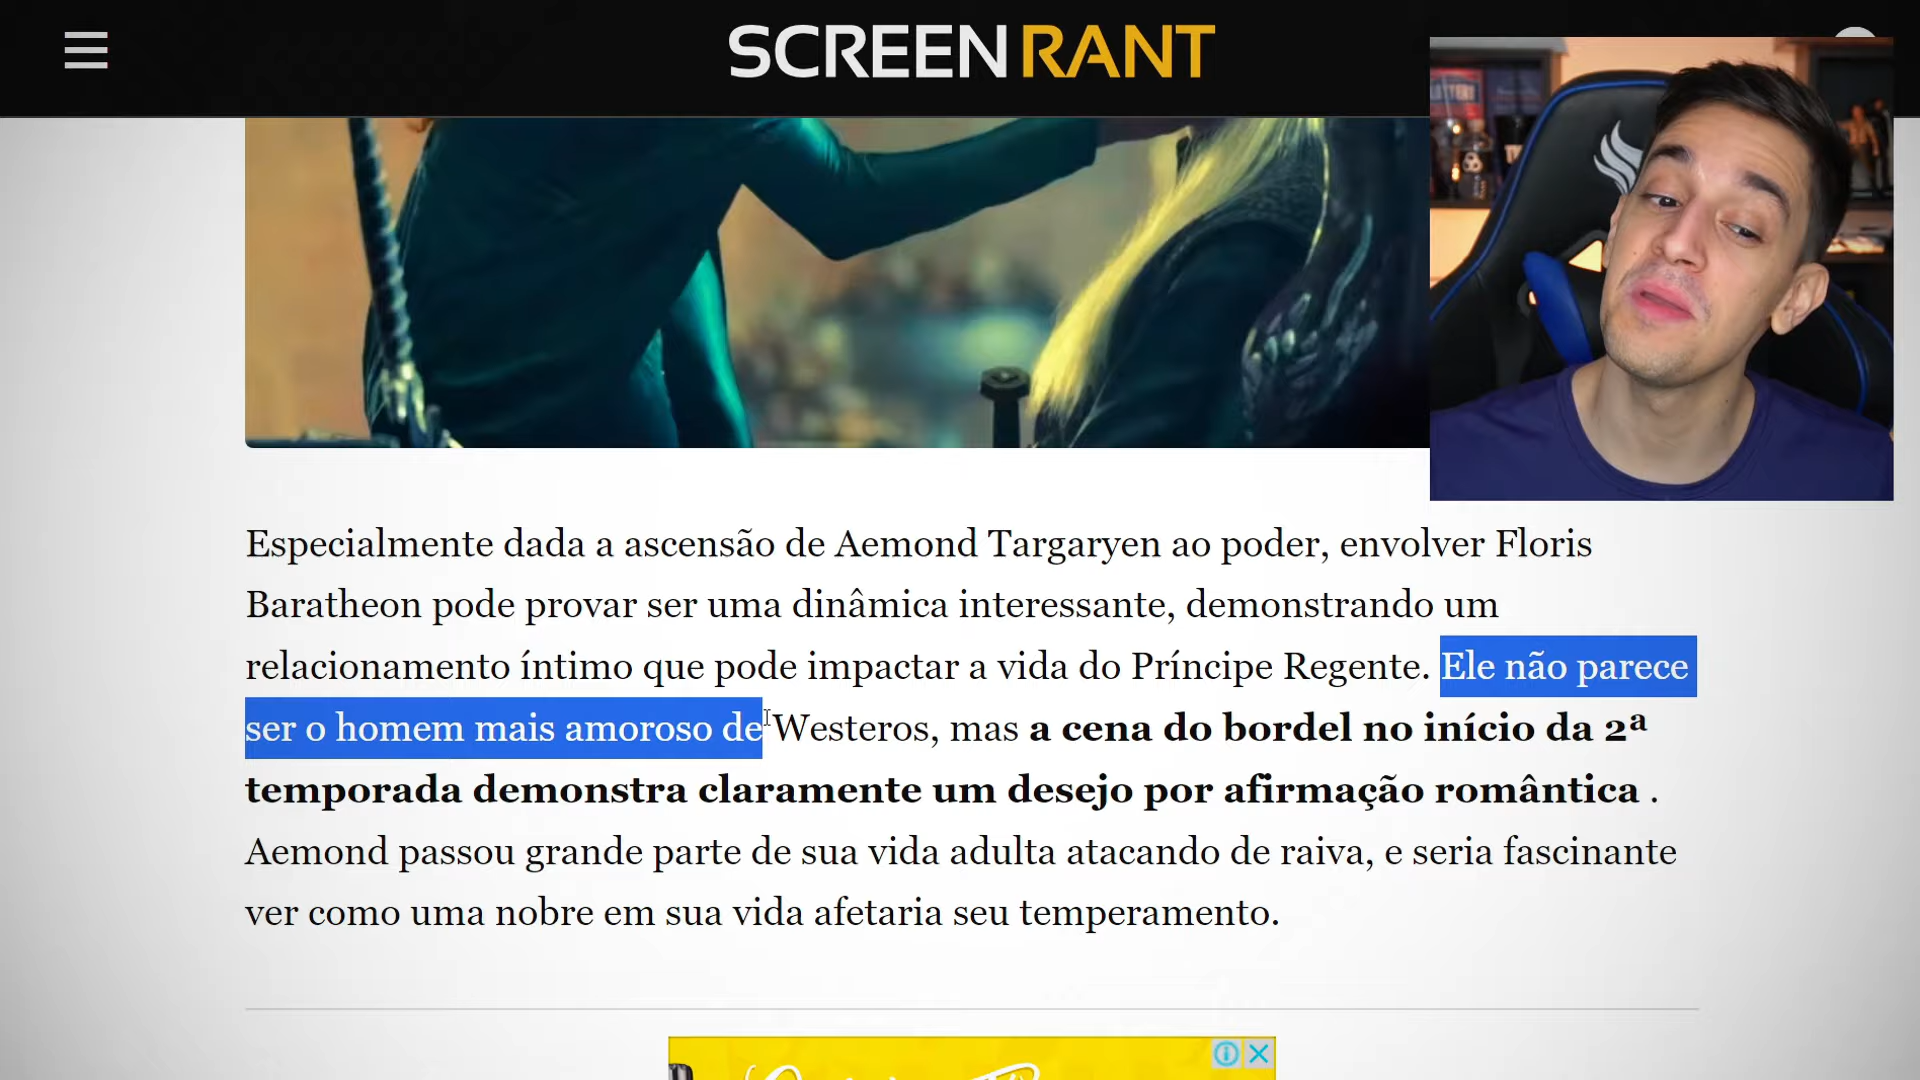 SCREENRANT
Especialmente dada a ascensão de Aemond Targaryen ao poder, envolver Floris
Baratheon pode provar ser uma dinâmica interessante, demonstrando um
relacionamento íntimo que pode impactar a vida do Príncipe Regente. Ele não parece
ser o homem mais amoroso de Westeros, mas a cena do bordel no início da 2ª
temporada demonstra claramente um desejo por afirmação romântica .
Aemond passou grande parte de sua vida adulta atacando de raiva, e seria fascinante
ver como uma nobre em sua vida afetaria seu temperamento.